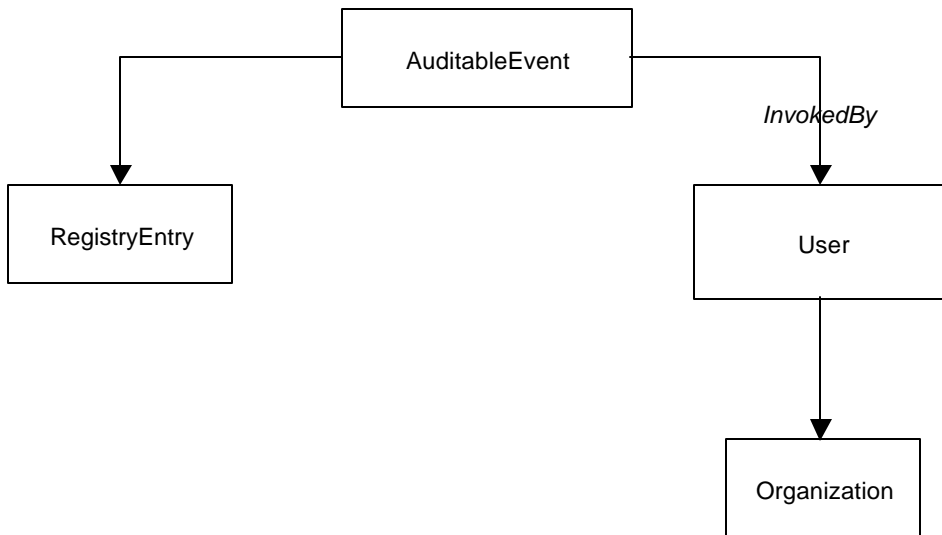 AuditableEvent
InvokedBy
RegistryEntry
User
Organization